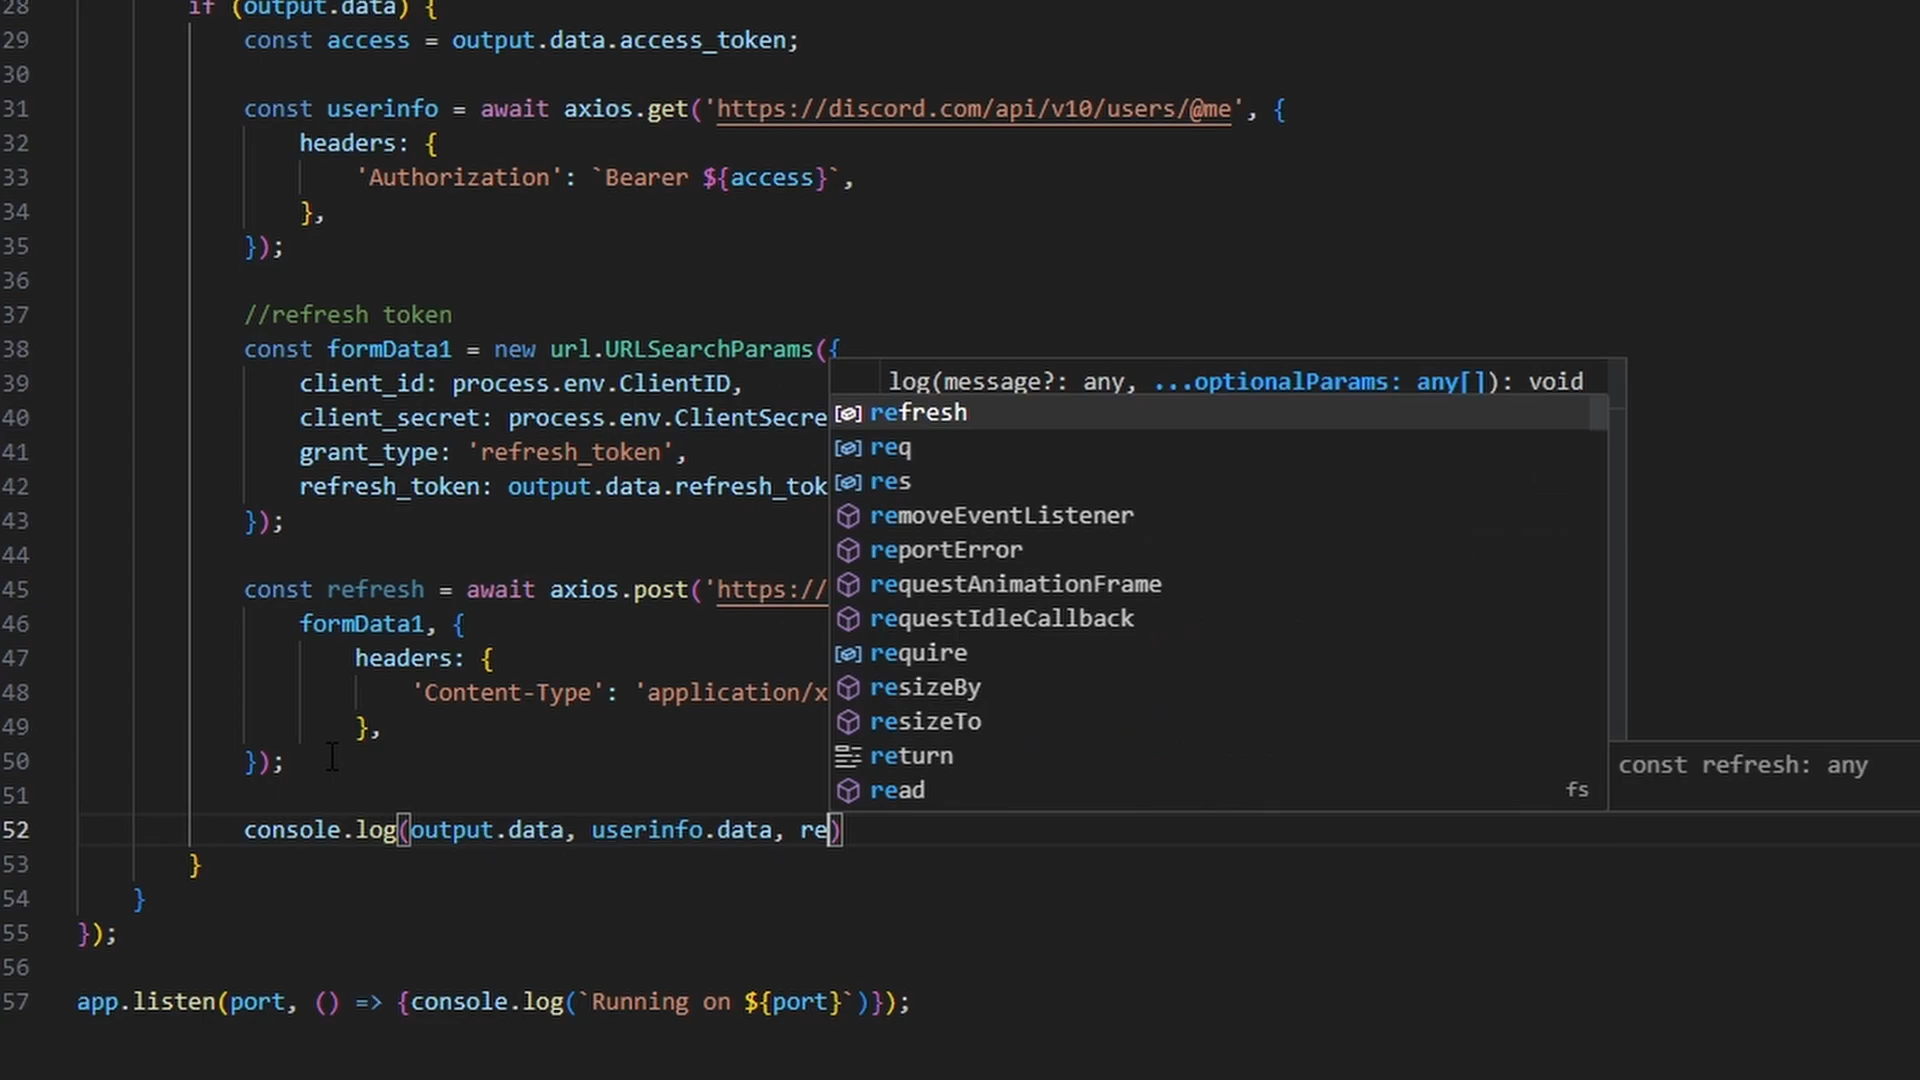 28 if (output.data) {
29 const access = output.data.access_token;
30
31 const userinfo = await axios.get('https://discord.com/api/v10/users/@me', {
32 headers: {
33 'Authorization': `Bearer ${access}`,
34 },
35 });
36
37 //refresh token
38 const formData1 = new url.URLSearchParams({
39 client_id: process.env.ClientID,
40 client_secret: process.env.ClientSecre
41 grant_type: 'refresh_token',
42 refresh_token: output.data.refresh_tok
43 });
44
45 const refresh = await axios.post('https://
46 formData1, {
47 headers: {
48 'Content-Type': 'application/x
49 },
50 });
51
52 console.log(output.data, userinfo.data, re)
53 }
54 }
55 });
56
57 app.listen(port, () => {console.log(`Running on ${port}`)});
log(message?: any, ...optionalParams: any[]): void
refresh
req
res
removeEventListener
reportError
requestAnimationFrame
requestIdleCallback
require
resizeBy
resizeTo
return
read fs
const refresh: any